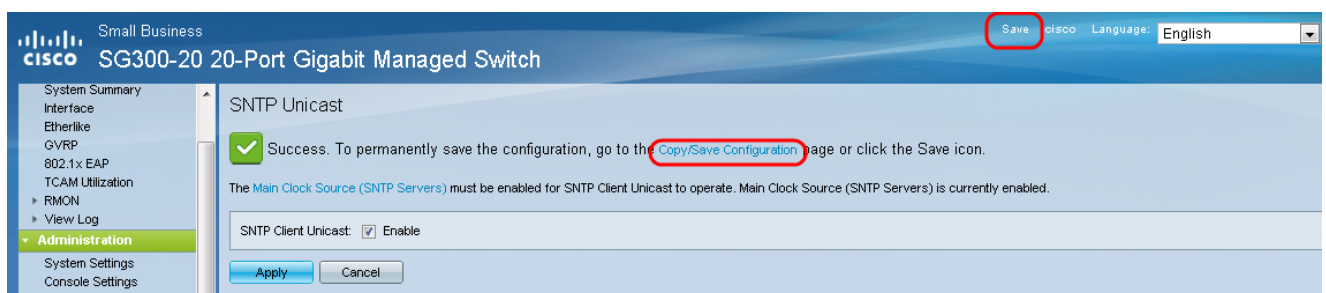 Small Business
cisco SG300-20 20-Port Gigabit Managed Switch
Save cisco Language: English
System Summary
Interface
Etherlike
GVRP
802.1x EAP
TCAM Utilization
RMON
View Log
Administration
System Settings
Console Settings
SNTP Unicast
Success. To permanently save the configuration, go to the Copy/Save Configuration page or click the Save icon.
The Main Clock Source (SNTP Servers) must be enabled for SNTP Client Unicast to operate. Main Clock Source (SNTP Servers) is currently enabled.
SNTP Client Unicast: Enable
Apply Cancel